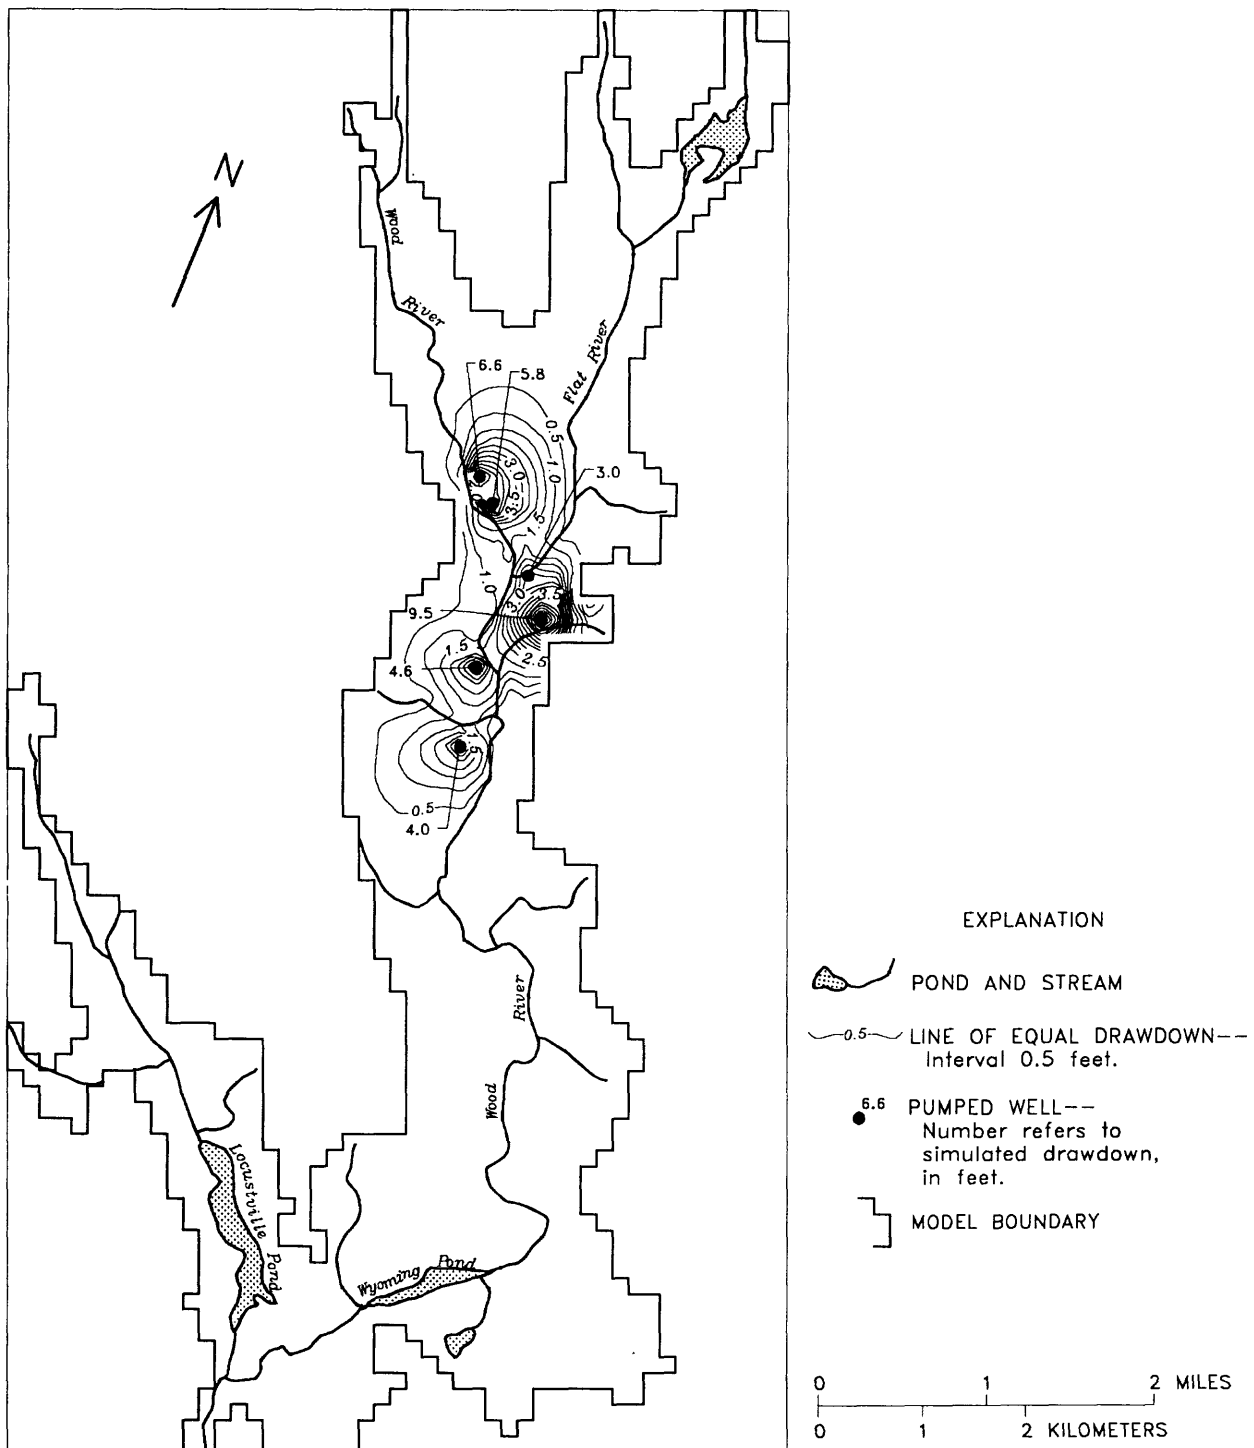 N
Wood
River
Flat River
6.6
5.8
0.5
3.0
1.0
3.5
3.0
1.5
1.0
3.0
3.5
9.5
1.5
2.5
4.6
1.5
0.5
4.0
River
Wood
Locustville Pond
Wyoming Pond
EXPLANATION
POND AND STREAM
0.5
LINE OF EQUAL DRAWDOWN--
Interval 0.5 feet.
6.6
PUMPED WELL--
Number refers to
simulated drawdown,
in feet.
MODEL BOUNDARY
0 1 2 MILES
0 1 2 KILOMETERS